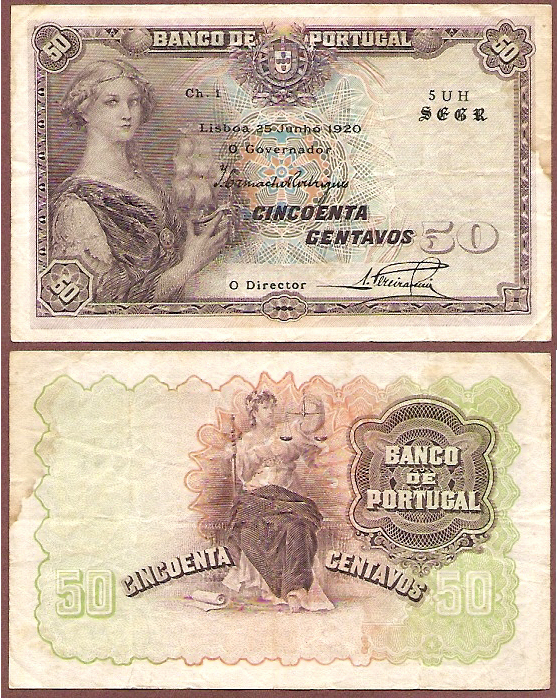 50 BANCO DE PORTUGAL 50
Ch. 1
5UH
SEGR
Lisboa 25 Junho 1920
O Governador
CINCOENTA
CENTAVOS 50
O Director
50
BANCO
DE
PORTUGAL
CINCOENTA CENTAVOS
50 50